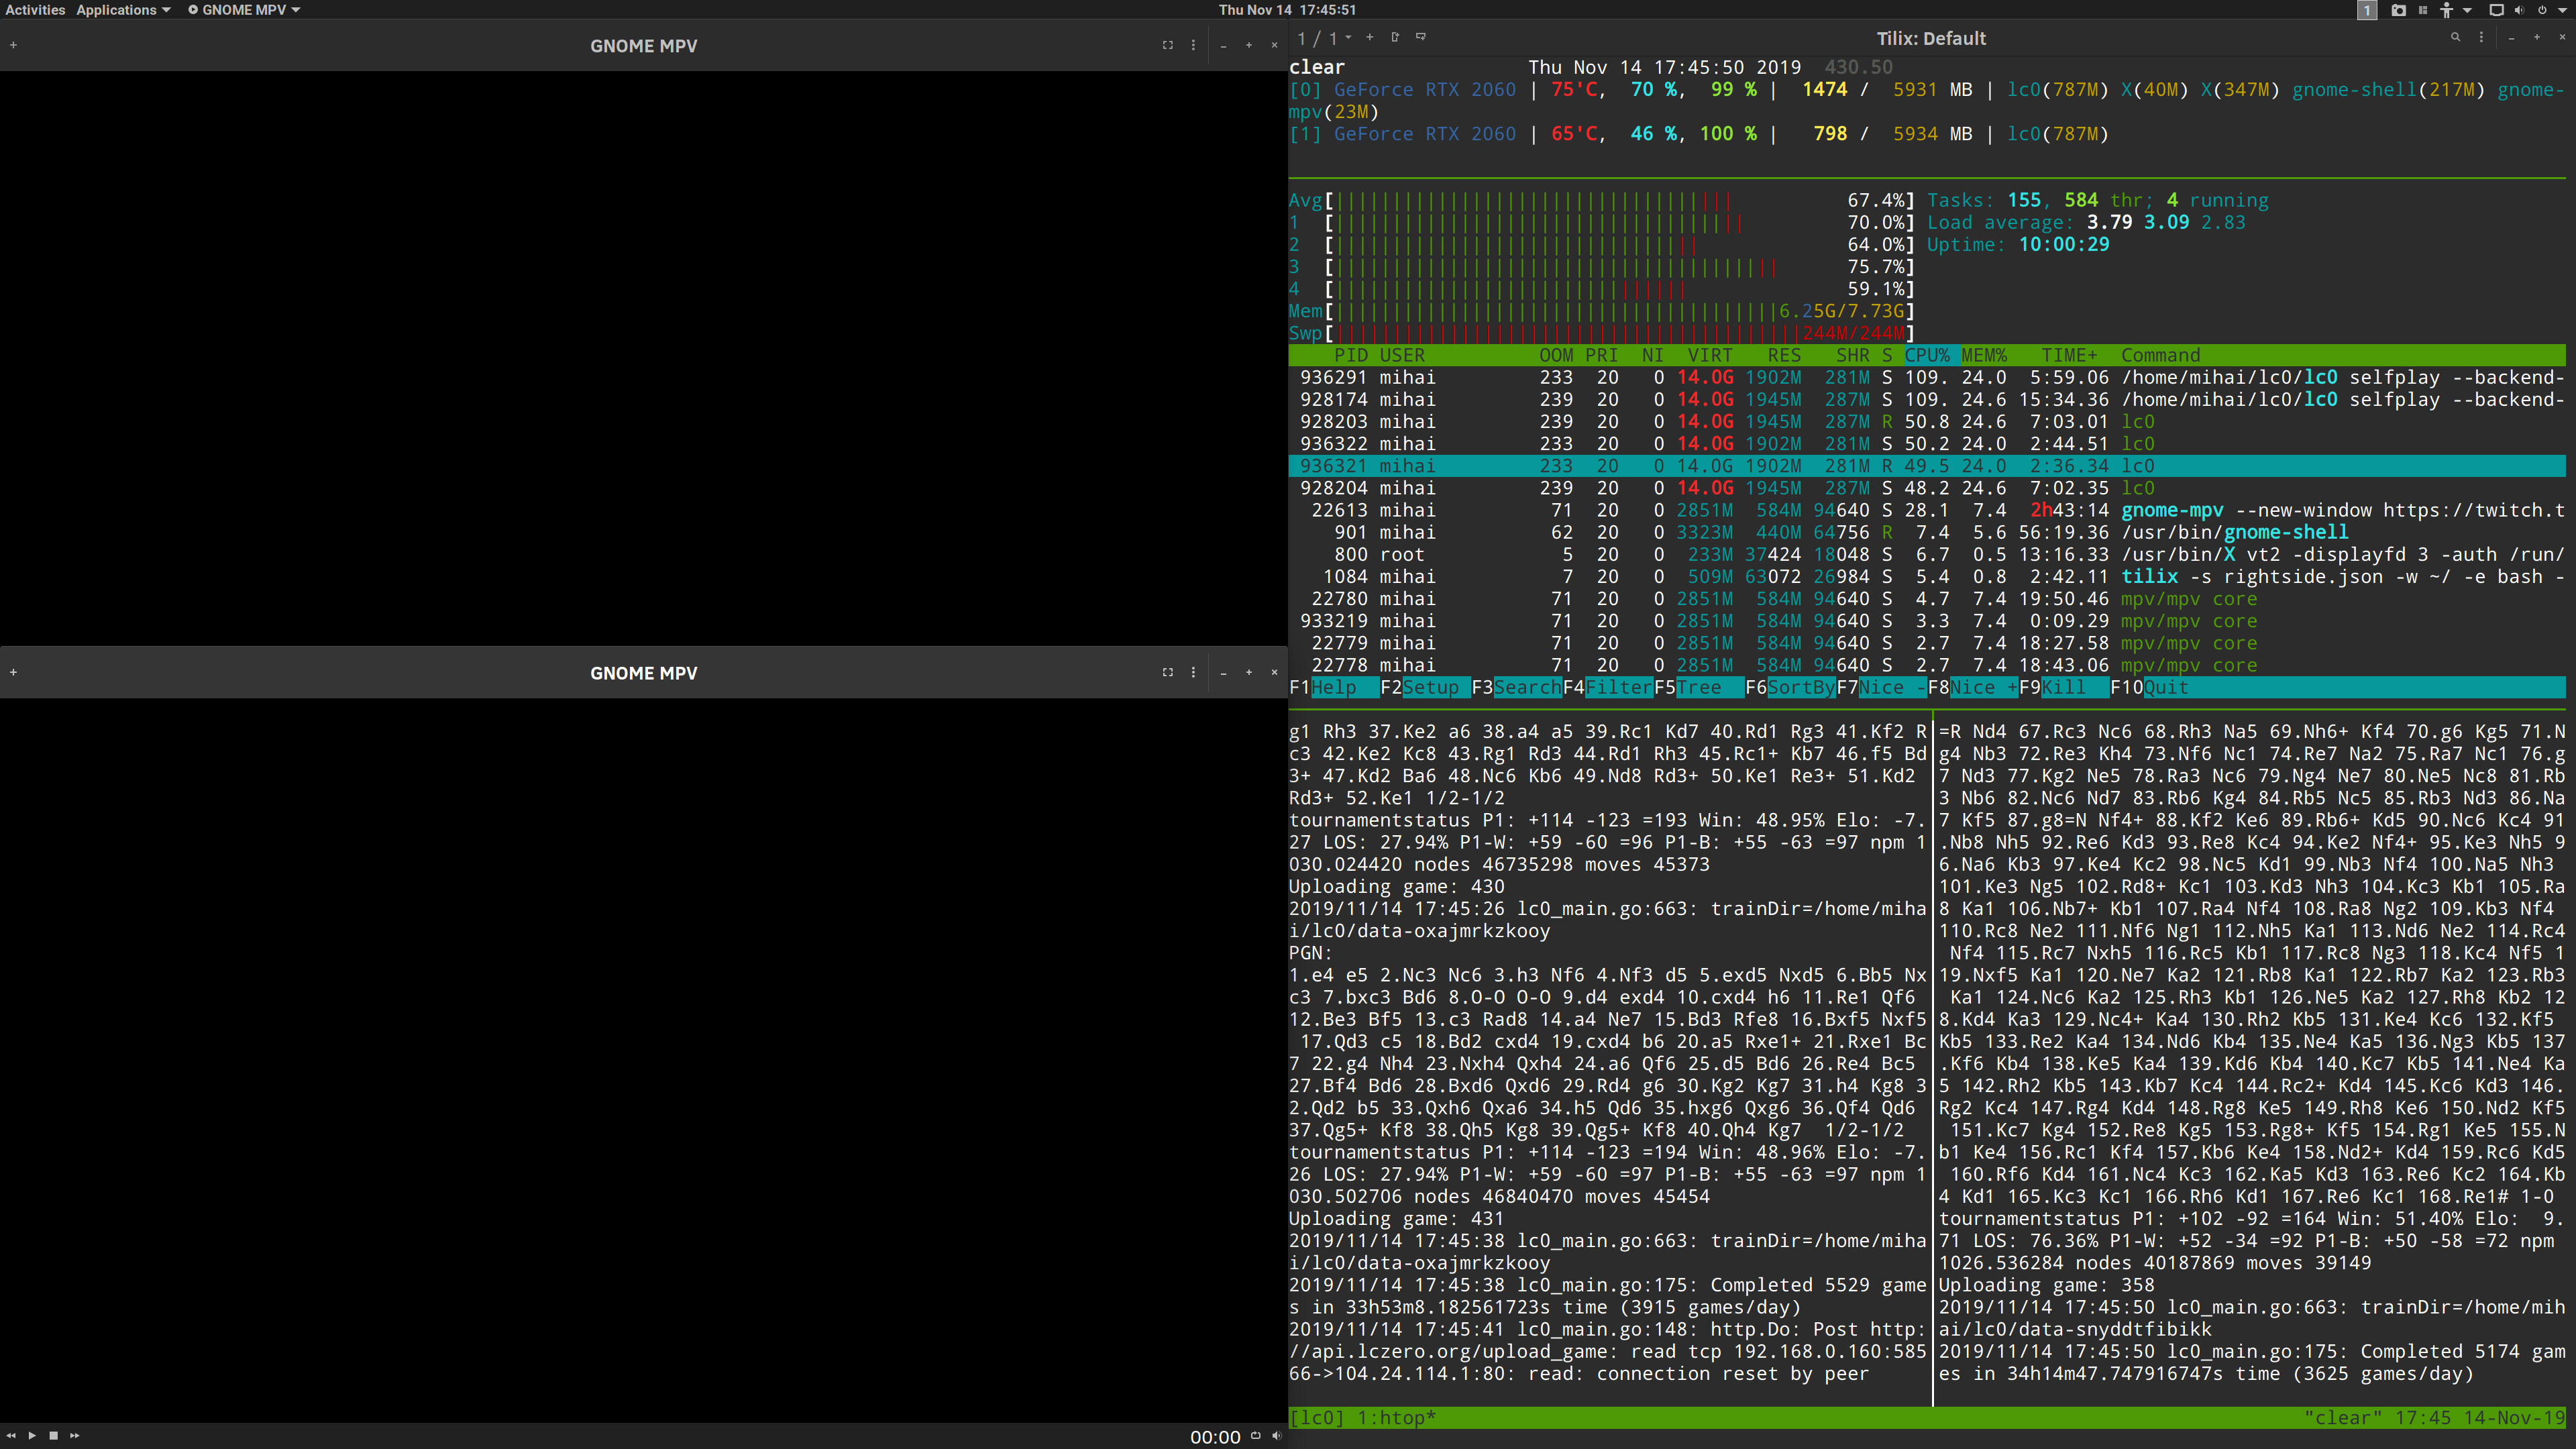 Activities Applications GNOME MPV Thu Nov 14 17:45:51 1
GNOME MPV
GNOME MPV
00:00
1 / 1 Tilix: Default
clear Thu Nov 14 17:45:50 2019 430.50
[0] GeForce RTX 2060 | 75'C, 70 %, 99 % | 1474 / 5931 MB | lc0(787M) X(40M) X(347M) gnome-shell(217M) gnome-
mpv(23M)
[1] GeForce RTX 2060 | 65'C, 46 %, 100 % | 798 / 5934 MB | lc0(787M)
Avg[ 67.4%] Tasks: 155, 584 thr; 4 running
1 [ 70.0%] Load average: 3.79 3.09 2.83
2 [ 64.0%] Uptime: 10:00:29
3 [ 75.7%]
4 [ 59.1%]
Mem[ 6.25G/7.73G]
Swp[ 244M/244M]
PID USER OOM PRI NI VIRT RES SHR S CPU% MEM% TIME+ Command
936291 mihai 233 20 0 14.0G 1902M 281M S 109. 24.0 5:59.06 /home/mihai/lc0/lc0 selfplay --backend-
928174 mihai 239 20 0 14.0G 1945M 287M S 109. 24.6 15:34.36 /home/mihai/lc0/lc0 selfplay --backend-
928203 mihai 239 20 0 14.0G 1945M 287M R 50.8 24.6 7:03.01 lc0
936322 mihai 233 20 0 14.0G 1902M 281M S 50.2 24.0 2:44.51 lc0
936321 mihai 233 20 0 14.0G 1902M 281M R 49.5 24.0 2:36.34 lc0
928204 mihai 239 20 0 14.0G 1945M 287M S 48.2 24.6 7:02.35 lc0
22613 mihai 71 20 0 2851M 584M 94640 S 28.1 7.4 2h43:14 gnome-mpv --new-window https://twitch.t
901 mihai 62 20 0 3323M 440M 64756 R 7.4 5.6 56:19.36 /usr/bin/gnome-shell
800 root 5 20 0 233M 37424 18048 S 6.7 0.5 13:16.33 /usr/bin/X vt2 -displayfd 3 -auth /run/
1084 mihai 7 20 0 509M 63072 26984 S 5.4 0.8 2:42.11 tilix -s rightside.json -w ~/ -e bash -
22780 mihai 71 20 0 2851M 584M 94640 S 4.7 7.4 19:50.46 mpv/mpv core
933219 mihai 71 20 0 2851M 584M 94640 S 3.3 7.4 0:09.29 mpv/mpv core
22779 mihai 71 20 0 2851M 584M 94640 S 2.7 7.4 18:27.58 mpv/mpv core
22778 mihai 71 20 0 2851M 584M 94640 S 2.7 7.4 18:43.06 mpv/mpv core
F1Help F2Setup F3SearchF4FilterF5Tree F6SortByF7Nice -F8Nice +F9Kill F10Quit
g1 Rh3 37.Ke2 a6 38.a4 a5 39.Rc1 Kd7 40.Rd1 Rg3 41.Kf2 R
c3 42.Ke2 Kc8 43.Rg1 Rd3 44.Rd1 Rh3 45.Rc1+ Kb7 46.f5 Bd
3+ 47.Kd2 Ba6 48.Nc6 Kb6 49.Nd8 Rd3+ 50.Ke1 Re3+ 51.Kd2
Rd3+ 52.Ke1 1/2-1/2
tournamentstatus P1: +114 -123 =193 Win: 48.95% Elo: -7.
27 LOS: 27.94% P1-W: +59 -60 =96 P1-B: +55 -63 =97 npm 1
030.024420 nodes 46735298 moves 45373
Uploading game: 430
2019/11/14 17:45:26 lc0_main.go:663: trainDir=/home/miha
i/lc0/data-oxajmrkzkooy
PGN:
1.e4 e5 2.Nc3 Nc6 3.h3 Nf6 4.Nf3 d5 5.exd5 Nxd5 6.Bb5 Nx
c3 7.bxc3 Bd6 8.O-O O-O 9.d4 exd4 10.cxd4 h6 11.Re1 Qf6
12.Be3 Bf5 13.c3 Rad8 14.a4 Ne7 15.Bd3 Rfe8 16.Bxf5 Nxf5
17.Qd3 c5 18.Bd2 cxd4 19.cxd4 b6 20.a5 Rxe1+ 21.Rxe1 Bc
7 22.g4 Nh4 23.Nxh4 Qxh4 24.a6 Qf6 25.d5 Bd6 26.Re4 Bc5
27.Bf4 Bd6 28.Bxd6 Qxd6 29.Rd4 g6 30.Kg2 Kg7 31.h4 Kg8 3
2.Qd2 b5 33.Qxh6 Qxa6 34.h5 Qd6 35.hxg6 Qxg6 36.Qf4 Qd6
37.Qg5+ Kf8 38.Qh5 Kg8 39.Qg5+ Kf8 40.Qh4 Kg7 1/2-1/2
tournamentstatus P1: +114 -123 =194 Win: 48.96% Elo: -7.
26 LOS: 27.94% P1-W: +59 -60 =97 P1-B: +55 -63 =97 npm 1
030.502706 nodes 46840470 moves 45454
Uploading game: 431
2019/11/14 17:45:38 lc0_main.go:663: trainDir=/home/miha
i/lc0/data-oxajmrkzkooy
2019/11/14 17:45:38 lc0_main.go:175: Completed 5529 game
s in 33h53m8.182561723s time (3915 games/day)
2019/11/14 17:45:41 lc0_main.go:148: http.Do: Post http:
//api.lczero.org/upload_game: read tcp 192.168.0.160:585
66->104.24.114.1:80: read: connection reset by peer
=R Nd4 67.Rc3 Nc6 68.Rh3 Na5 69.Nh6+ Kf4 70.g6 Kg5 71.N
g4 Nb3 72.Re3 Kh4 73.Nf6 Nc1 74.Re7 Na2 75.Ra7 Nc1 76.g
7 Nd3 77.Kg2 Ne5 78.Ra3 Nc6 79.Ng4 Ne7 80.Ne5 Nc8 81.Rb
3 Nb6 82.Nc6 Nd7 83.Rb6 Kg4 84.Rb5 Nc5 85.Rb3 Nd3 86.Na
7 Kf5 87.g8=N Nf4+ 88.Kf2 Ke6 89.Rb6+ Kd5 90.Nc6 Kc4 91
.Nb8 Nh5 92.Re6 Kd3 93.Re8 Kc4 94.Ke2 Nf4+ 95.Ke3 Nh5 9
6.Na6 Kb3 97.Ke4 Kc2 98.Nc5 Kd1 99.Nb3 Nf4 100.Na5 Nh3
101.Ke3 Ng5 102.Rd8+ Kc1 103.Kd3 Nh3 104.Kc3 Kb1 105.Ra
8 Ka1 106.Nb7+ Kb1 107.Ra4 Nf4 108.Ra8 Ng2 109.Kb3 Nf4
110.Rc8 Ne2 111.Nf6 Ng1 112.Nh5 Ka1 113.Nd6 Ne2 114.Rc4
Nf4 115.Rc7 Nxh5 116.Rc5 Kb1 117.Rc8 Ng3 118.Kc4 Nf5 1
19.Nxf5 Ka1 120.Ne7 Ka2 121.Rb8 Ka1 122.Rb7 Ka2 123.Rb3
Ka1 124.Nc6 Ka2 125.Rh3 Kb1 126.Ne5 Ka2 127.Rh8 Kb2 12
8.Kd4 Ka3 129.Nc4+ Ka4 130.Rh2 Kb5 131.Ke4 Kc6 132.Kf5
Kb5 133.Re2 Ka4 134.Nd6 Kb4 135.Ne4 Ka5 136.Ng3 Kb5 137
.Kf6 Kb4 138.Ke5 Ka4 139.Kd6 Kb4 140.Kc7 Kb5 141.Ne4 Ka
5 142.Rh2 Kb5 143.Kb7 Kc4 144.Rc2+ Kd4 145.Kc6 Kd3 146.
Rg2 Kc4 147.Rg4 Kd4 148.Rg8 Ke5 149.Rh8 Ke6 150.Nd2 Kf5
151.Kc7 Kg4 152.Re8 Kg5 153.Rg8+ Kf5 154.Rg1 Ke5 155.N
b1 Ke4 156.Rc1 Kf4 157.Kb6 Ke4 158.Nd2+ Kd4 159.Rc6 Kd5
160.Rf6 Kd4 161.Nc4 Kc3 162.Ka5 Kd3 163.Re6 Kc2 164.Kb
4 Kd1 165.Kc3 Kc1 166.Rh6 Kd1 167.Re6 Kc1 168.Re1# 1-0
tournamentstatus P1: +102 -92 =164 Win: 51.40% Elo: 9.
71 LOS: 76.36% P1-W: +52 -34 =92 P1-B: +50 -58 =72 npm
1026.536284 nodes 40187869 moves 39149
Uploading game: 358
2019/11/14 17:45:50 lc0_main.go:663: trainDir=/home/mih
ai/lc0/data-snyddtfibikk
2019/11/14 17:45:50 lc0_main.go:175: Completed 5174 gam
es in 34h14m47.747916747s time (3625 games/day)
[lc0] 1:htop* "clear" 17:45 14-Nov-19